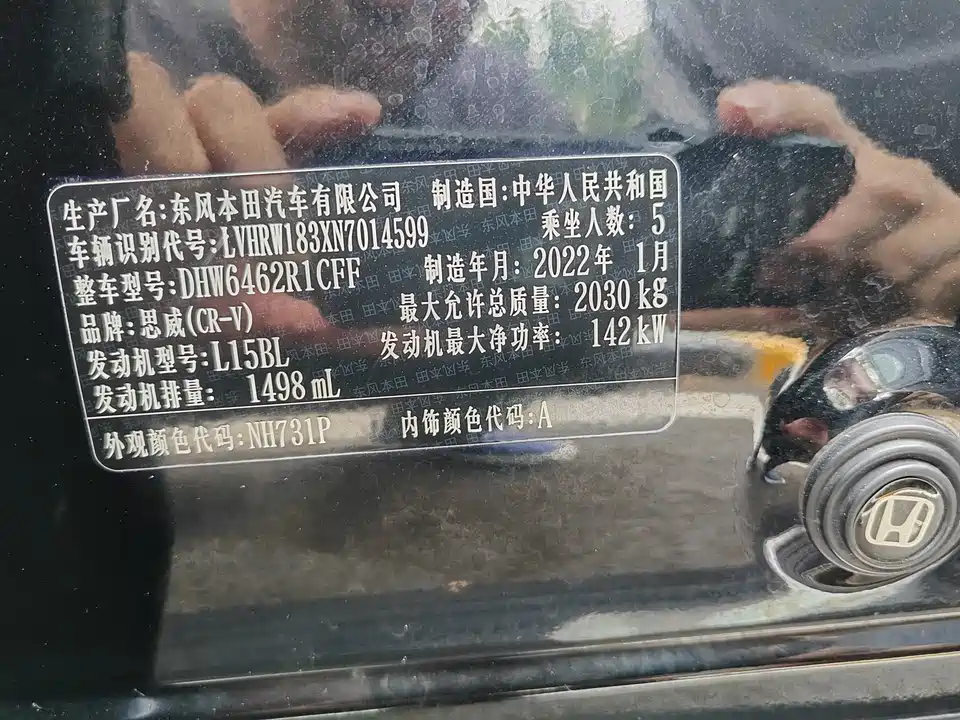 生产厂名:东风本田汽车有限公司 制造国:中华人民共和国
车辆识别代号:LVHRW183XN7014599 乘坐人数: 5
整车型号:DHW6462R1CFF 制造年月: 2022年 1月
品牌:思威(CR-V) 最大允许总质量: 2030 kg
发动机型号:L15BL 发动机最大净功率: 142 kW
发动机排量: 1498 mL
外观颜色代码:NH731P 内饰颜色代码:A